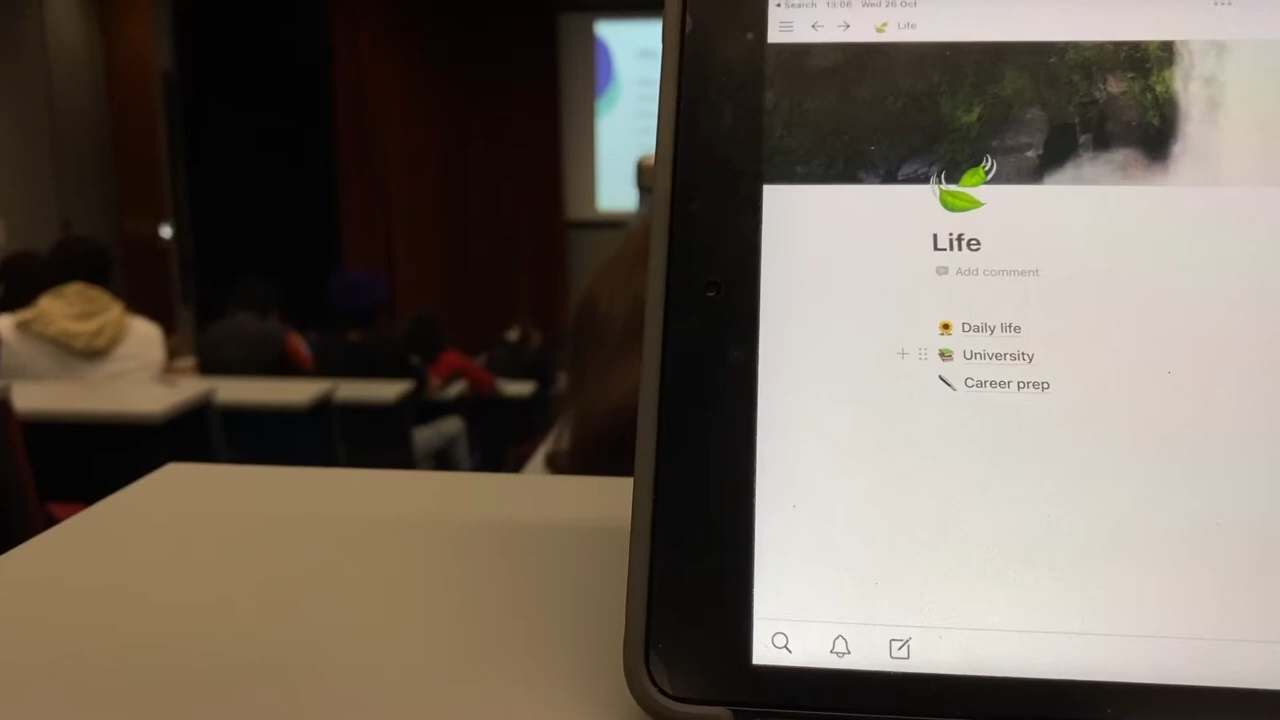 Search 13:06 Wed 26 Oct
Life
Life
Add comment
Daily life
University
Career prep